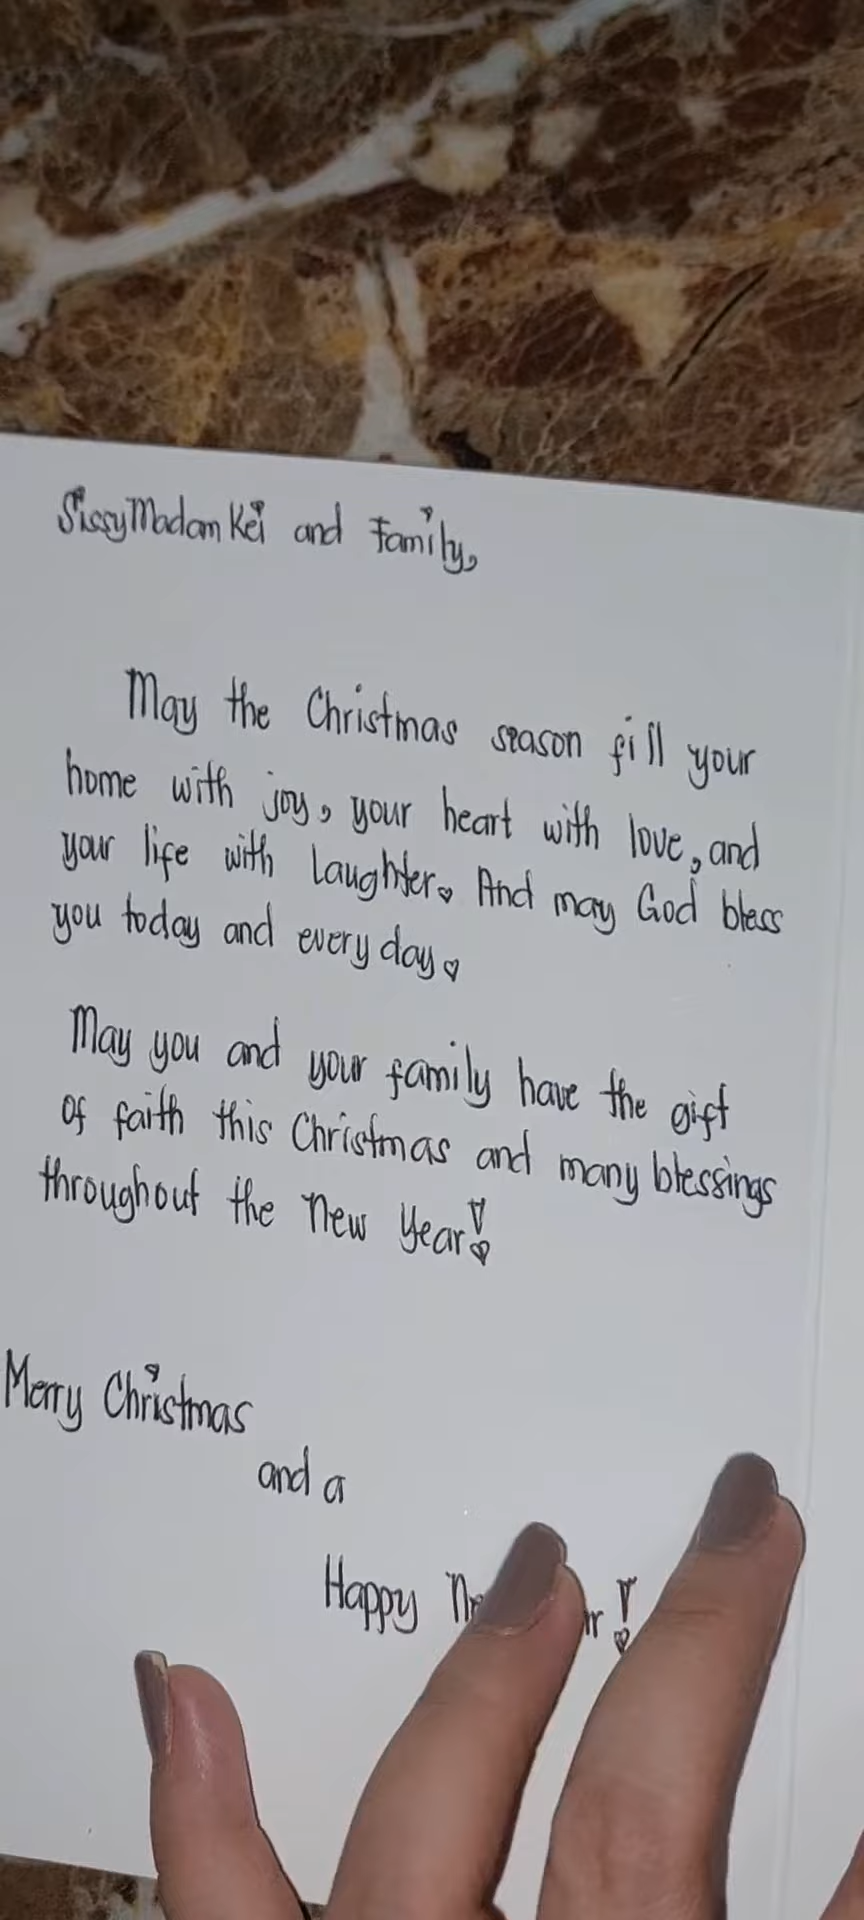 SissyMadam Kei and Family,
May the Christmas season fill your
home with joy, your heart with love, and
your life with laughter. And may God bless
you today and every day.
May you and your family have the gift
of faith this Christmas and many blessings
throughout the New Year!
Merry Christmas
and a
Happy